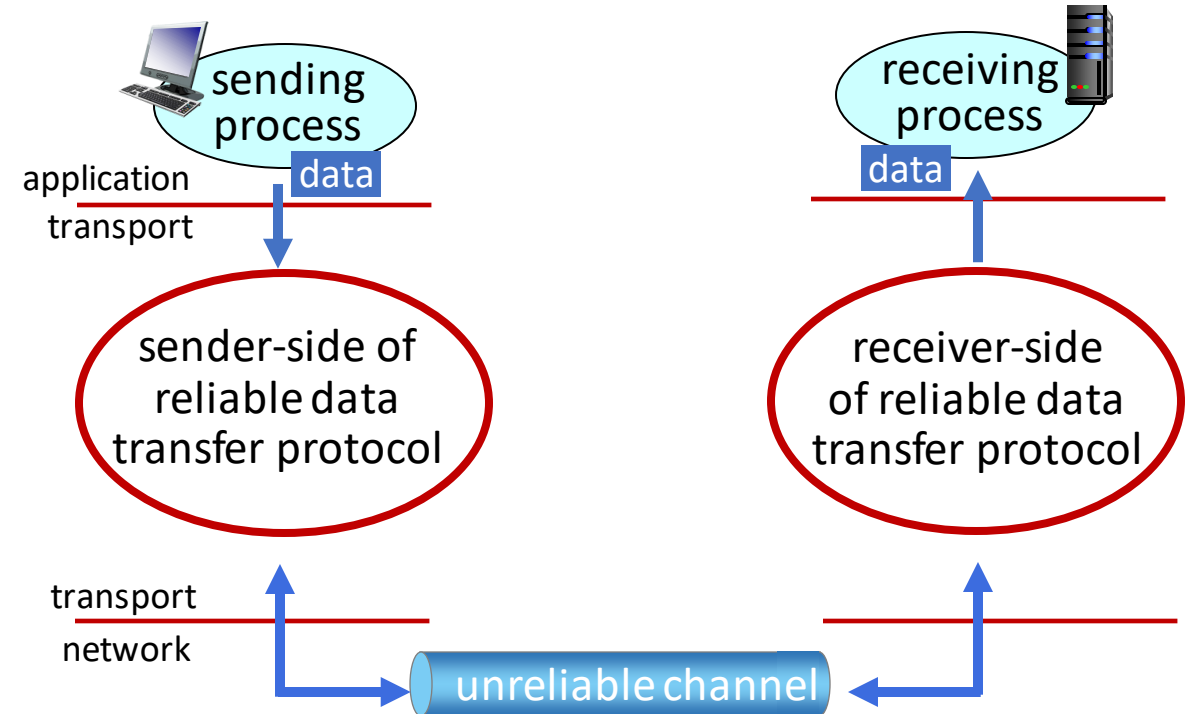 sending
process
data
application
transport
receiving
process
data
sender-side of
reliable data
transfer protocol
receiver-side
of reliable data
transfer protocol
transport
network
unreliable channel